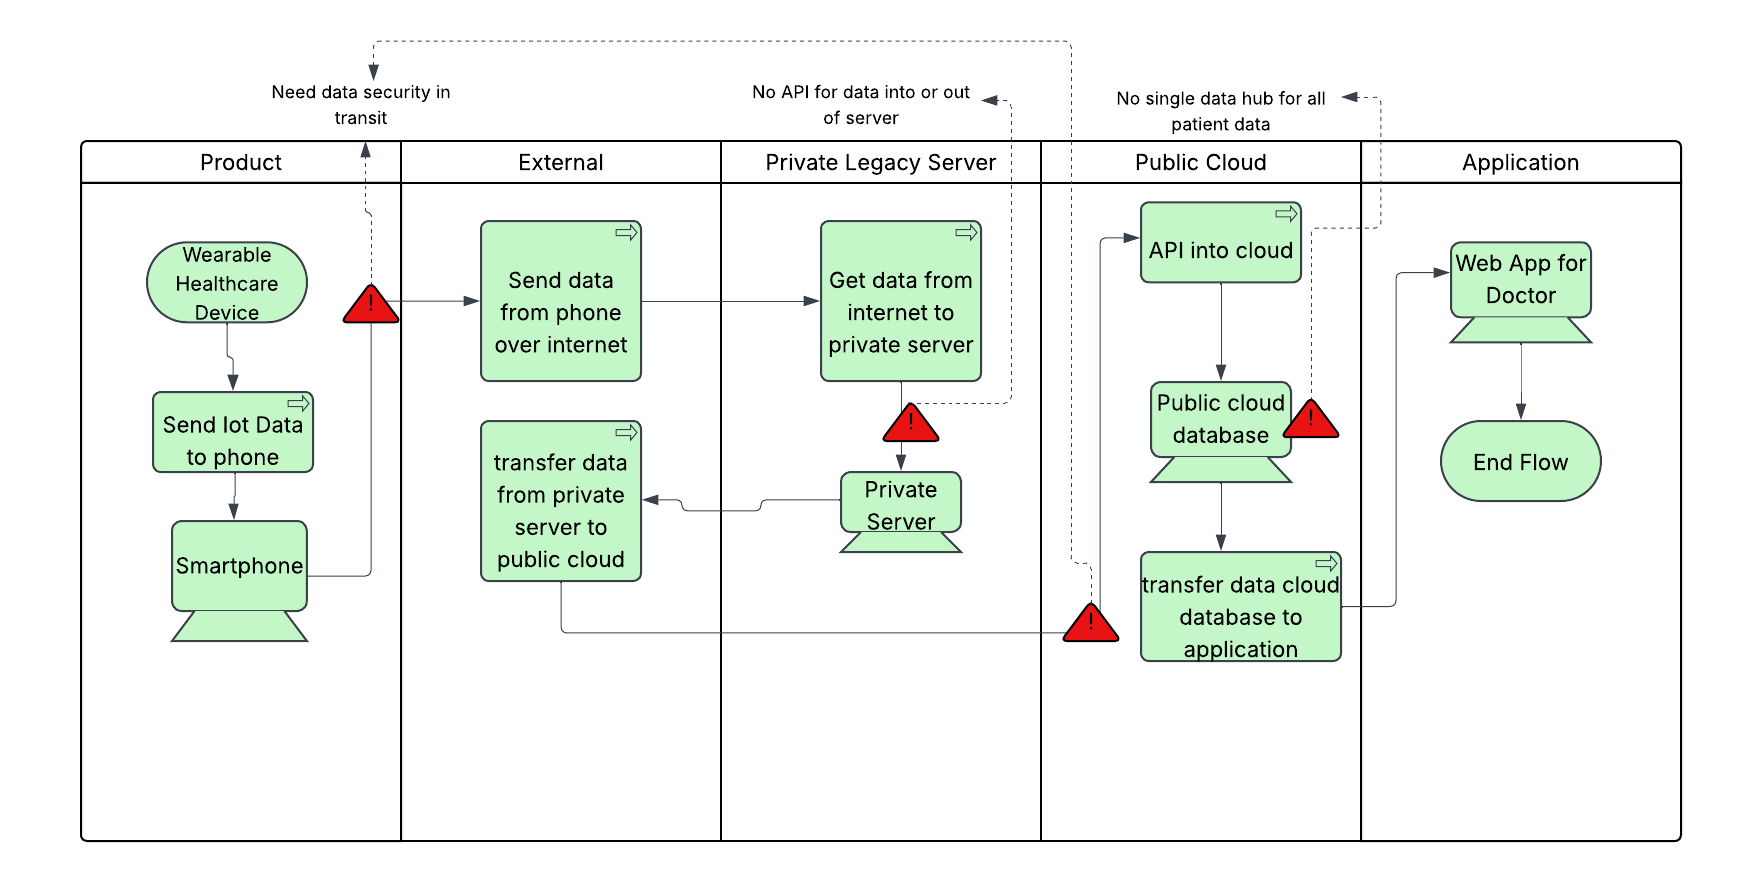 Need data security in
transit
No API for data into or out
of server
No single data hub for all
patient data
Product
External
Private Legacy Server
Public Cloud
Application
Wearable
Healthcare
Device
Send Iot Data
to phone
Smartphone
!
Send data
from phone
over internet
transfer data
from private
server to
public cloud
Get data from
internet to
private server
!
Private
Server
API into cloud
Public cloud
database
!
transfer data cloud
database to
application
!
Web App for
Doctor
End Flow